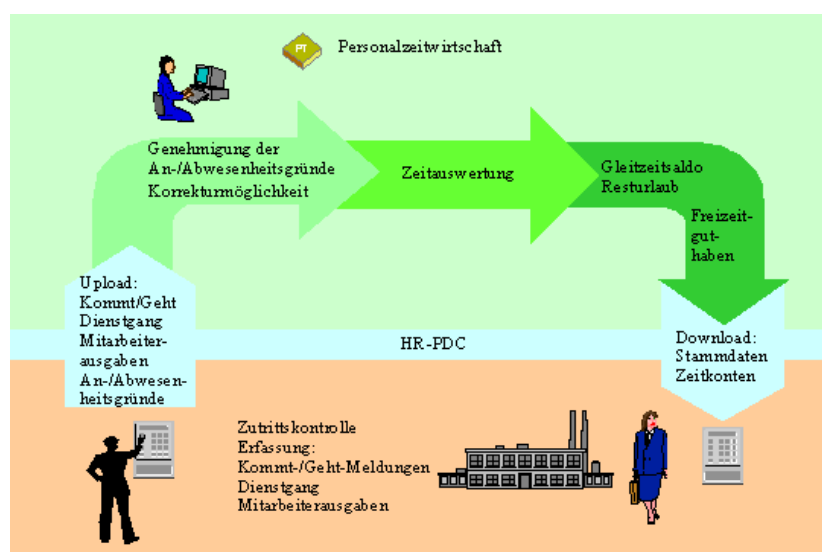 PT
Personalzeitwirtschaft
Genehmigung der
An-/Abwesenheitsgründe
Korrekturmöglichkeit
Zeitauswertung
Gleitzeitsaldo
Resturlaub
Freizeit-
gut-
haben
Upload:
Kommt/Geht
Dienstgang
Mitarbeiter-
ausgaben
An-/Abwesen-
heitsgründe
HR-PDC
Download:
Stammdaten
Zeitkonten
Zutrittskontrolle
Erfassung:
Kommt-/Geht-Meldungen
Dienstgang
Mitarbeiterausgaben